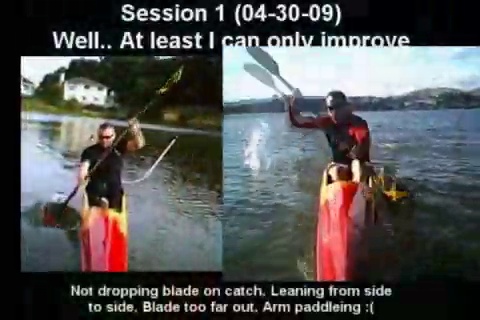 Session 1 (04-30-09)
Well.. At least I can only improve
Not dropping blade on catch. Leaning from side
to side. Blade too far out. Arm paddleing :(